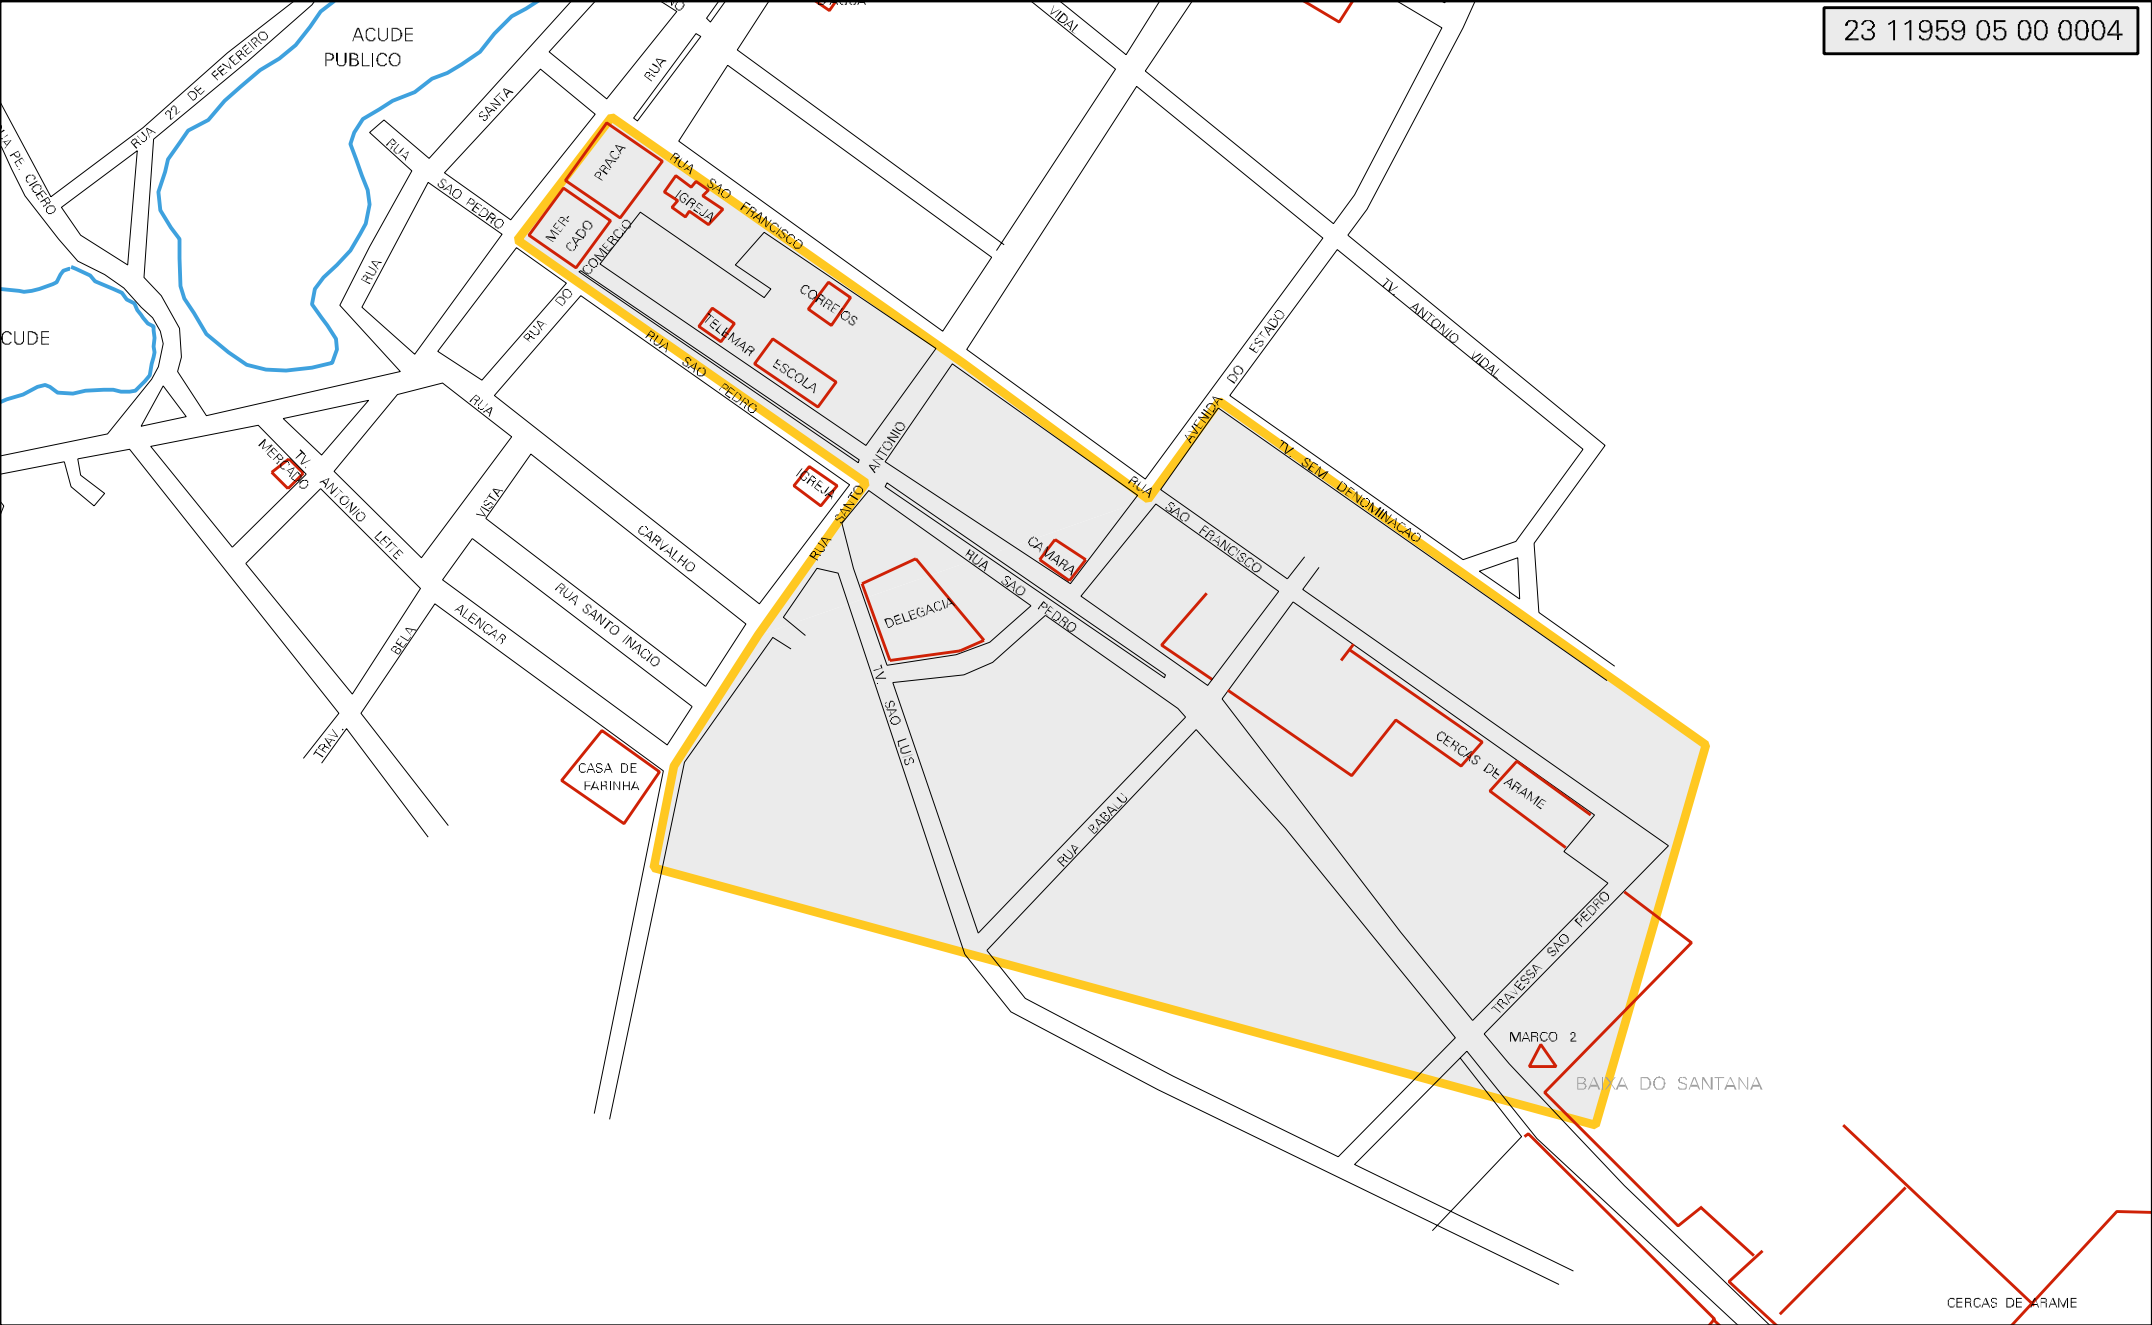 23 11959 05 00 0004
ACUDE
PUBLICO
VIDAL
RUA 22 DE FEVEREIRO
RUA
SANTA
RUA
SAO PEDRO
PE. CICERO
PRACA
RUA SAO FRANCISCO
IGREJA
MER-
CADO
COMERCIO
RUA
RUA DO
CORREIOS
TELEMAR
ESCOLA
RUA SAO PEDRO
CUDE
TV. ANTONIO VIDAL
AVENIDA DO ESTADO
RUA
MERCADO
TV. ANTONIO LEITE
VISTA
BELA
CARVALHO
RUA SANTO INACIO
ALENCAR
TRAV.
IGREJA
RUA SANTO ANTONIO
TV. SEM DENOMINACAO
RUA SAO FRANCISCO
CAMARA
RUA SAO PEDRO
DELEGACIA
TV. SAO LUIS
CASA DE
FARINHA
RUA BABALU
CERCAS DE ARAME
TRAVESSA SAO PEDRO
MARCO 2
BAIXA DO SANTANA
CERCAS DE ARAME